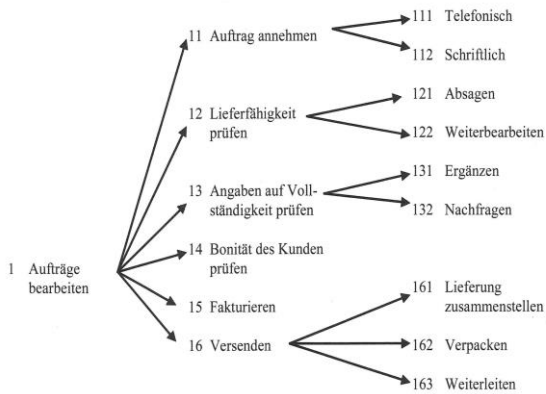 1 Aufträge
bearbeiten
11 Auftrag annehmen
111 Telefonisch
112 Schriftlich
12 Lieferfähigkeit
prüfen
121 Absagen
122 Weiterbearbeiten
13 Angaben auf Voll-
ständigkeit prüfen
131 Ergänzen
132 Nachfragen
14 Bonität des Kunden
prüfen
15 Fakturieren
16 Versenden
161 Lieferung
zusammenstellen
162 Verpacken
163 Weiterleiten